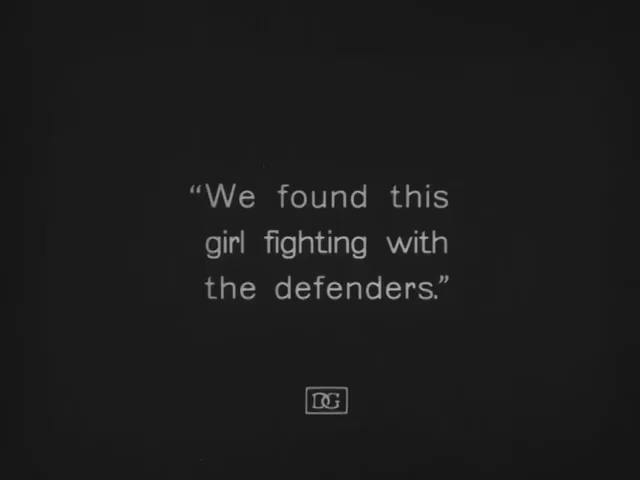 “We found this
girl fighting with
the defenders.”
DG